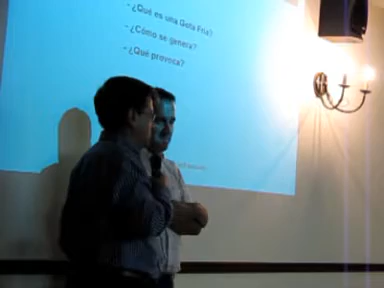 - ¿Qué es una Gota Fría?
- ¿Cómo se genera?
- ¿Qué provoca?